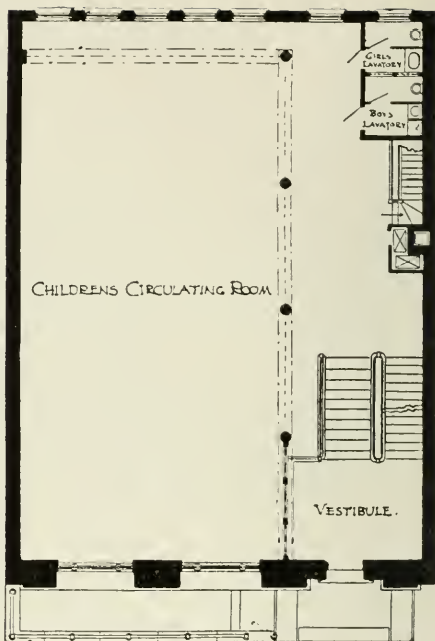 GIRLS
LAVATORY
BOYS
LAVATORY
CHILDRENS CIRCULATING ROOM
VESTIBULE.